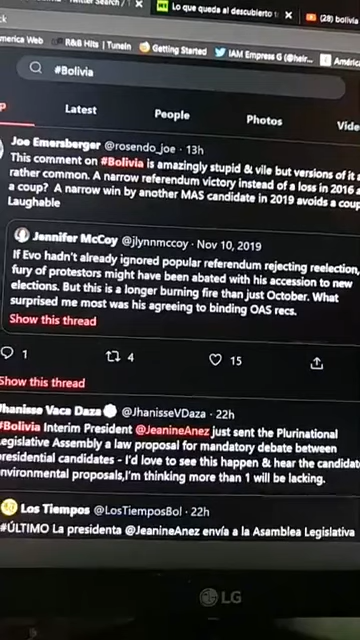 Lo que queda al descubierto
(28) bolivia
merica Web
R&B Hits | TuneIn
Getting Started
IAM Empress G (@heir...
Améric
#Bolivia
P
Latest
People
Photos
Vide
Joe Emersberger @rosendo_joe · 13h
This comment on #Bolivia is amazingly stupid & vile but versions of it a
rather common. A narrow referendum victory instead of a loss in 2016 a
a coup? A narrow win by another MAS candidate in 2019 avoids a coup
Laughable
Jennifer McCoy @jlynnmccoy · Nov 10, 2019
If Evo hadn't already ignored popular referendum rejecting reelection,
fury of protestors might have been abated with his accession to new
elections. But this is a longer burning fire than just October. What
surprised me most was his agreeing to binding OAS recs.
Show this thread
1
4
15
Show this thread
Jhanisse Vaca Daza @JhanisseVDaza · 22h
#Bolivia Interim President @JeanineAnez just sent the Plurinational
Legislative Assembly a law proposal for mandatory debate between
presidential candidates - I'd love to see this happen & hear the candidat
environmental proposals,I'm thinking more than 1 will be lacking.
Los Tiempos @LosTiemposBol · 22h
#ÚLTIMO La presidenta @JeanineAnez envía a la Asamblea Legislativa
LG